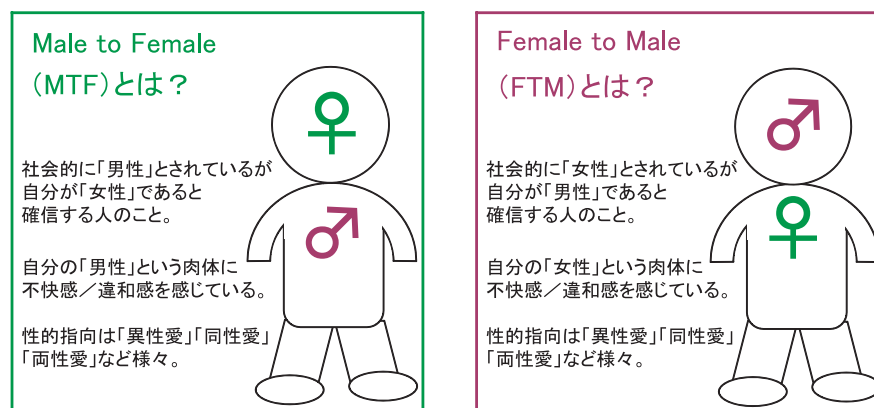 Male to Female
（MTF）とは？
社会的に「男性」とされているが
自分が「女性」であると
確信する人のこと。
自分の「男性」という肉体に
不快感／違和感を感じている。
性的指向は「異性愛」「同性愛」
「両性愛」など様々。
Female to Male
（FTM）とは？
社会的に「女性」とされているが
自分が「男性」であると
確信する人のこと。
自分の「女性」という肉体に
不快感／違和感を感じている。
性的指向は「異性愛」「同性愛」
「両性愛」など様々。